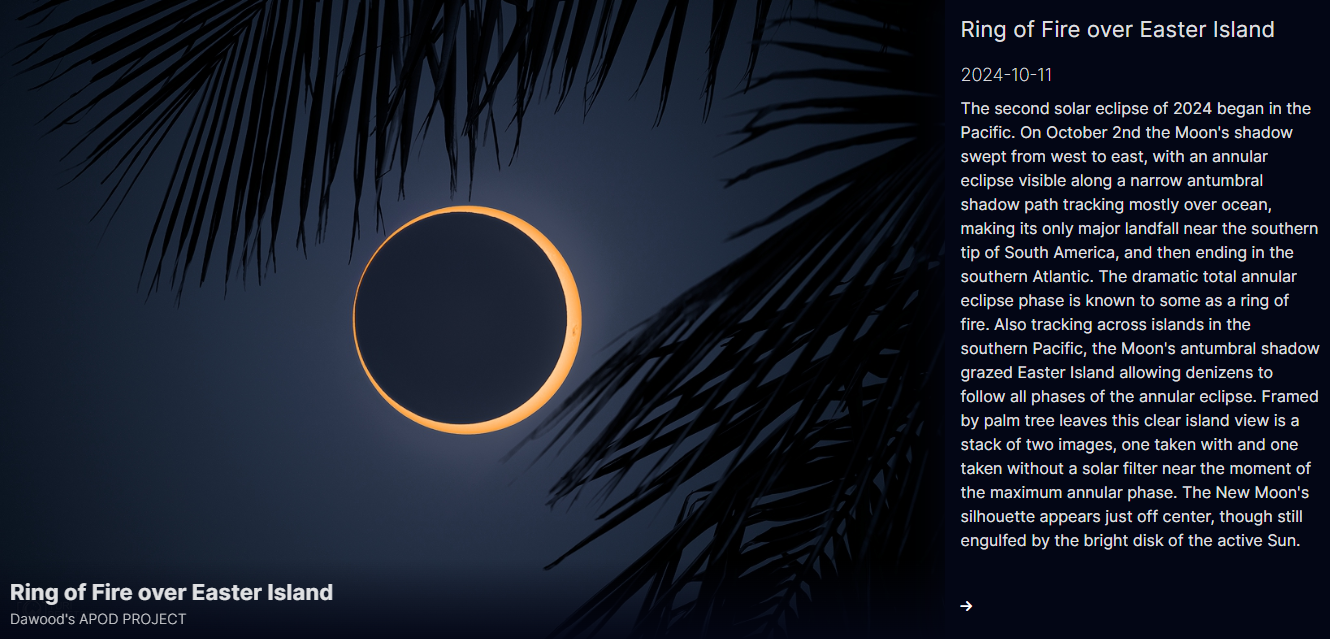 Ring of Fire over Easter Island
Dawood's APOD PROJECT
Ring of Fire over Easter Island
2024-10-11
The second solar eclipse of 2024 began in the
Pacific. On October 2nd the Moon's shadow
swept from west to east, with an annular
eclipse visible along a narrow antumbral
shadow path tracking mostly over ocean,
making its only major landfall near the southern
tip of South America, and then ending in the
southern Atlantic. The dramatic total annular
eclipse phase is known to some as a ring of
fire. Also tracking across islands in the
southern Pacific, the Moon's antumbral shadow
grazed Easter Island allowing denizens to
follow all phases of the annular eclipse. Framed
by palm tree leaves this clear island view is a
stack of two images, one taken with and one
taken without a solar filter near the moment of
the maximum annular phase. The New Moon's
silhouette appears just off center, though still
engulfed by the bright disk of the active Sun.